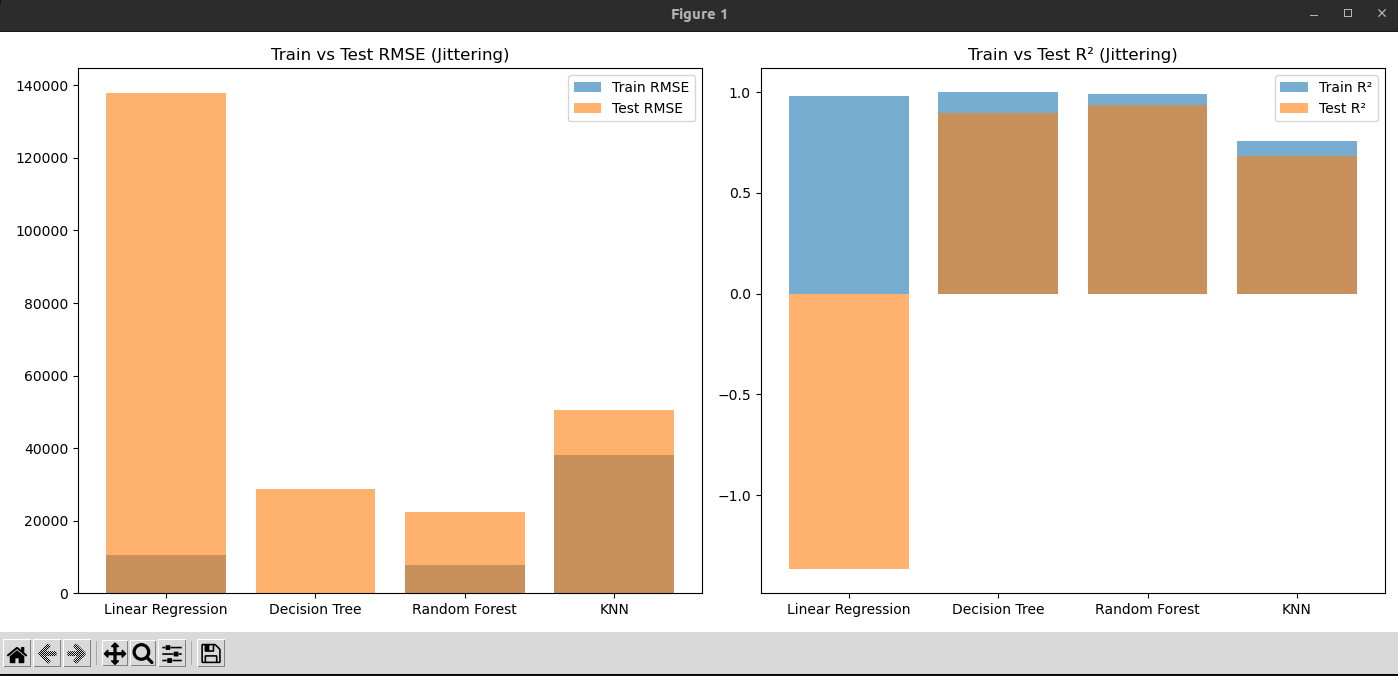 Figure 1
Train vs Test RMSE (Jittering)
Train RMSE
Test RMSE
140000
120000
100000
80000
60000
40000
20000
0
Linear Regression
Decision Tree
Random Forest
KNN
Train vs Test R² (Jittering)
Train R²
Test R²
1.0
0.5
0.0
−0.5
−1.0
Linear Regression
Decision Tree
Random Forest
KNN